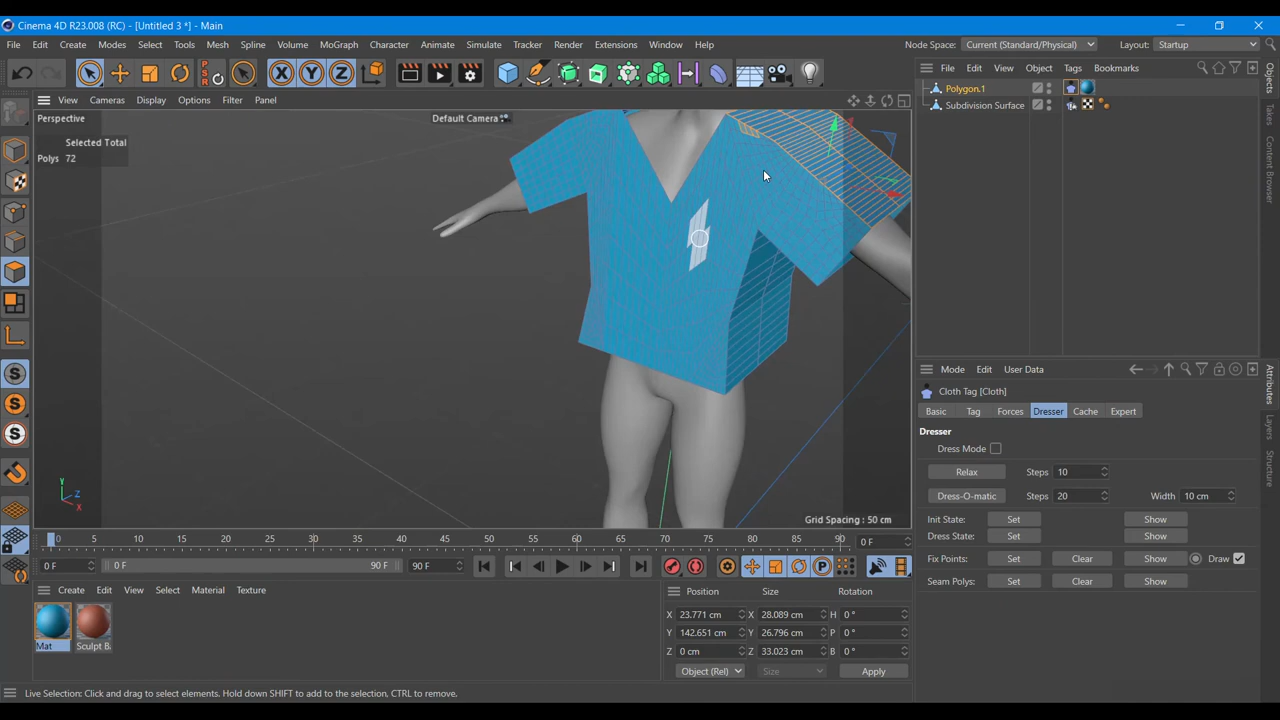 Cinema 4D R23.008 (RC) - [Untitled 3 *] - Main
File Edit Create Modes Select Tools Mesh Spline Volume MoGraph Character Animate Simulate Tracker Render Extensions Window Help Node Space: Current (Standard/Physical) Layout: Startup
PSR X Y Z
View Cameras Display Options Filter Panel
File Edit View Object Tags Bookmarks
Perspective
Default Camera
Selected Total
Polys 72
Polygon.1
Subdivision Surface
Objects
Takes
Content Browser
Mode Edit User Data
Cloth Tag [Cloth]
Basic Tag Forces Dresser Cache Expert
Dresser
Dress Mode
Relax Steps 10
Dress-O-matic Steps 20 Width 10 cm
Init State: Set Show
Dress State: Set Show
Fix Points: Set Clear Show Draw
Seam Polys: Set Clear Show
Attributes
Layers
Structure
S
S
S
Y
Z
X
Grid Spacing : 50 cm
0 5 10 15 20 25 30 35 40 45 50 55 60 65 70 75 80 85 90 0 F
0 F 0 F 90 F 90 F
P
Create Edit View Select Material Texture
Mat Sculpt B
Position Size Rotation
X 23.771 cm X 28.089 cm H 0 °
Y 142.651 cm Y 26.796 cm P 0 °
Z 0 cm Z 33.023 cm B 0 °
Object (Rel) Size Apply
Live Selection: Click and drag to select elements. Hold down SHIFT to add to the selection, CTRL to remove.